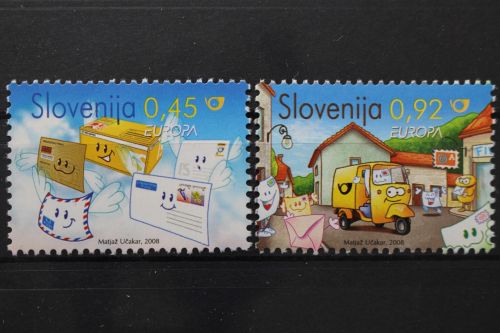 Slovenija 0,45
EUROPA
Matjaž Učakar, 2008
Slovenija 0,92
EUROPA
Matjaž Učakar, 2008